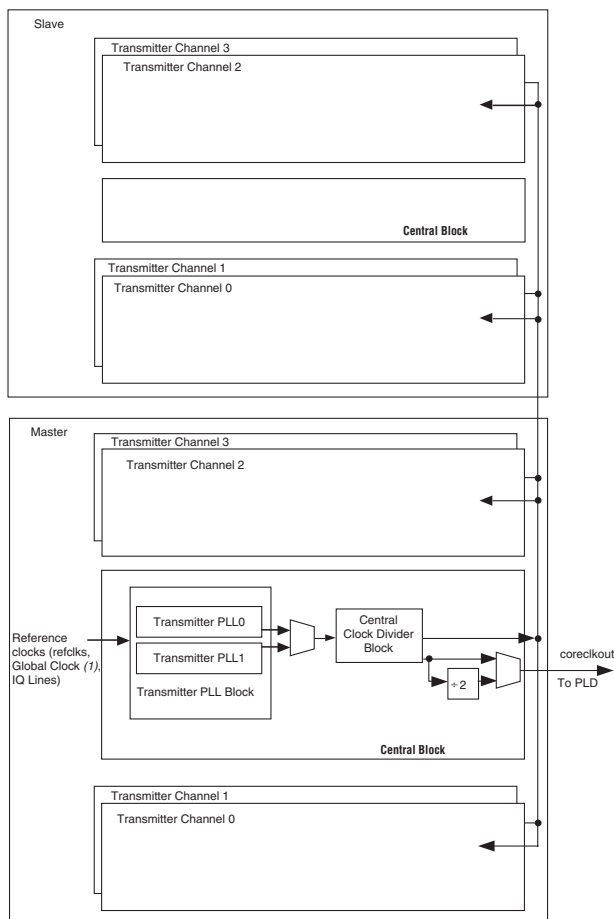 Slave
Transmitter Channel 3
Transmitter Channel 2
Central Block
Transmitter Channel 1
Transmitter Channel 0
Master
Transmitter Channel 3
Transmitter Channel 2
Reference
clocks (refclks,
Global Clock (1),
IQ Lines)
Transmitter PLL0
Transmitter PLL1
Transmitter PLL Block
Central
Clock Divider
Block
÷2
coreclkout
To PLD
Central Block
Transmitter Channel 1
Transmitter Channel 0